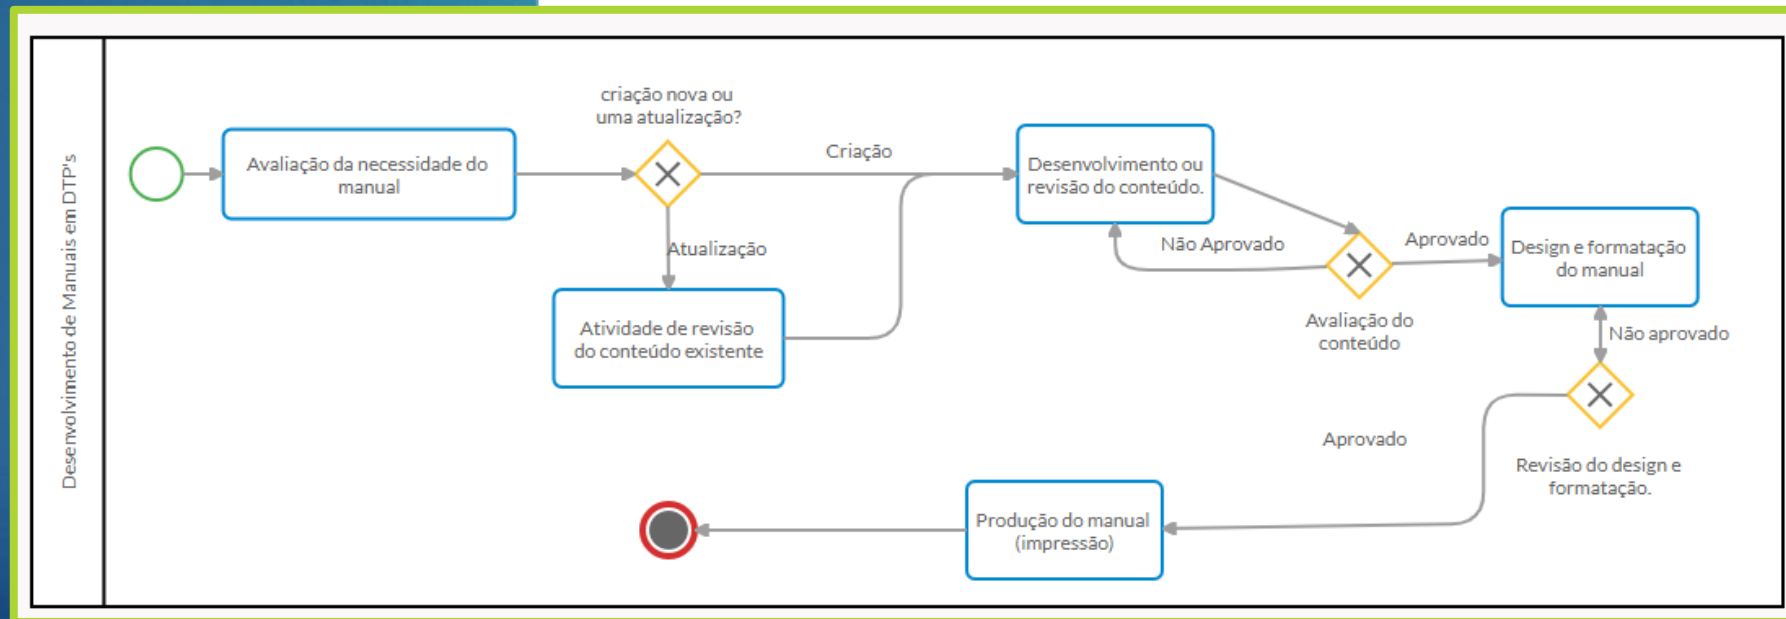 Desenvolvimento de Manuais em DTP's
Avaliação da necessidade do
manual
criação nova ou
uma atualização?
Criação
Atualização
Atividade de revisão
do conteúdo existente
Desenvolvimento ou
revisão do conteúdo.
Não Aprovado
Aprovado
Avaliação do
conteúdo
Design e formatação
do manual
Não aprovado
Revisão do design e
formatação.
Aprovado
Produção do manual
(impressão)